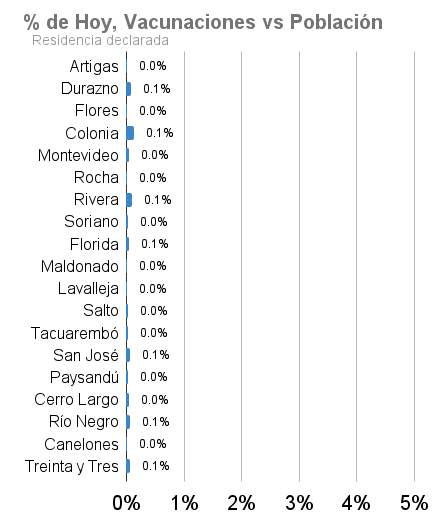 % de Hoy, Vacunaciones vs Población
Residencia declarada
Artigas 0.0%
Durazno 0.1%
Flores 0.0%
Colonia 0.1%
Montevideo 0.0%
Rocha 0.0%
Rivera 0.1%
Soriano 0.0%
Florida 0.1%
Maldonado 0.0%
Lavalleja 0.0%
Salto 0.0%
Tacuarembó 0.0%
San José 0.1%
Paysandú 0.0%
Cerro Largo 0.0%
Río Negro 0.1%
Canelones 0.0%
Treinta y Tres 0.1%
0% 1% 2% 3% 4% 5%